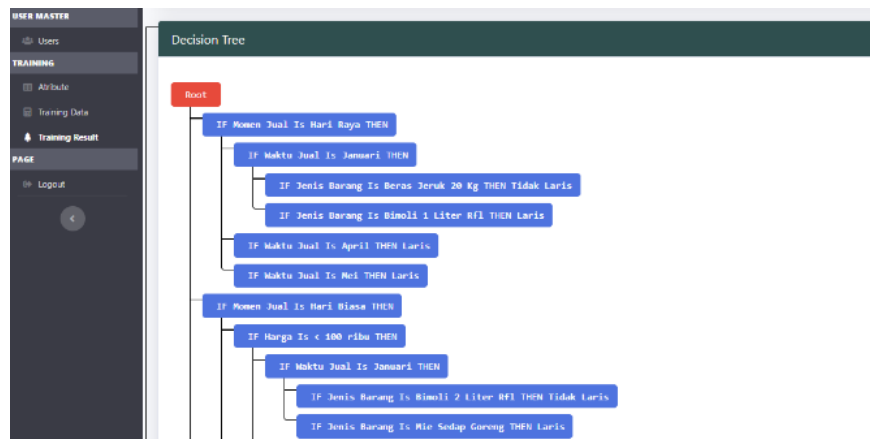 USER MASTER
Users
TRAINING
Atribute
Training Data
Training Result
PAGE
Logout
Decision Tree
Root
IF Momen Jual Is Hari Raya THEN
IF Waktu Jual Is Januari THEN
IF Jenis Barang Is Beras Jeruk 20 Kg THEN Tidak Laris
IF Jenis Barang Is Bimoli 1 Liter Rfl THEN Laris
IF Waktu Jual Is April THEN Laris
IF Waktu Jual Is Mei THEN Laris
IF Momen Jual Is Hari Biasa THEN
IF Harga Is < 100 ribu THEN
IF Waktu Jual Is Januari THEN
IF Jenis Barang Is Bimoli 2 Liter Rfl THEN Tidak Laris
IF Jenis Barang Is Mie Sedap Goreng THEN Laris